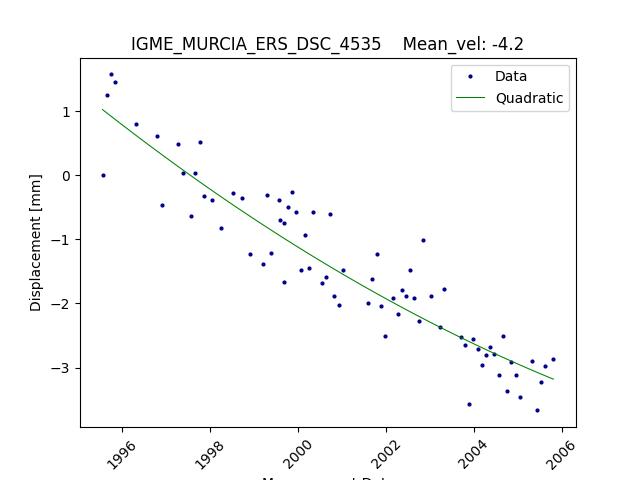 IGME_MURCIA_ERS_DSC_4535    Mean_vel: -4.2
Data
Quadratic
Displacement [mm]
1
0
−1
−2
−3
1996
1998
2000
2002
2004
2006